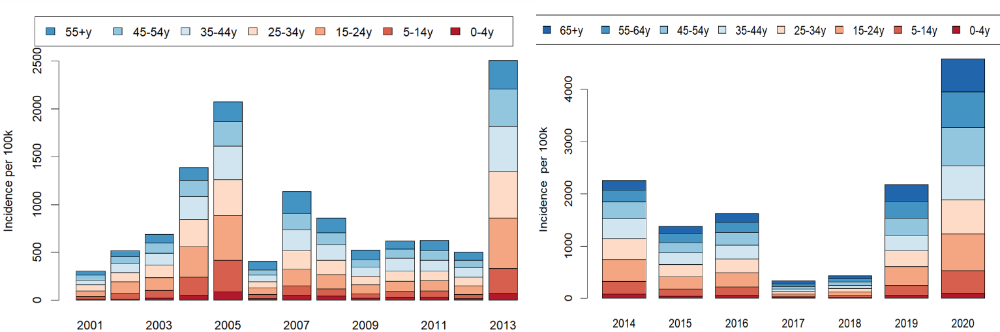 55+y 45-54y 35-44y 25-34y 15-24y 5-14y 0-4y
Incidence per 100k
2500
2000
1500
1000
500
0
2001 2003 2005 2007 2009 2011 2013
65+y 55-64y 45-54y 35-44y 25-34y 15-24y 5-14y 0-4y
Incidence per 100k
4000
3000
2000
1000
0
2014 2015 2016 2017 2018 2019 2020